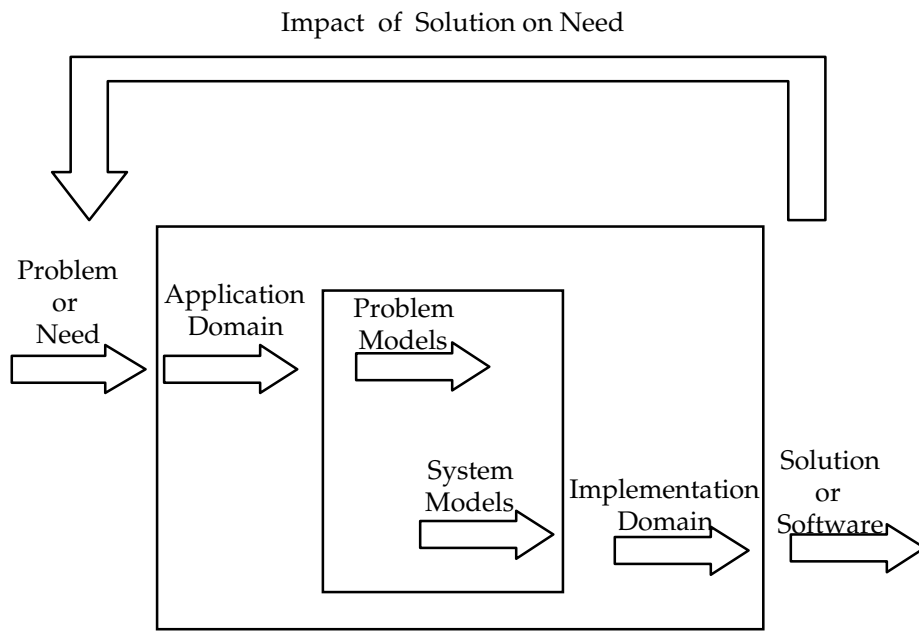 Impact of Solution on Need
Problem
or
Need
Application
Domain
Problem
Models
System
Models
Implementation
Domain
Solution
or
Software